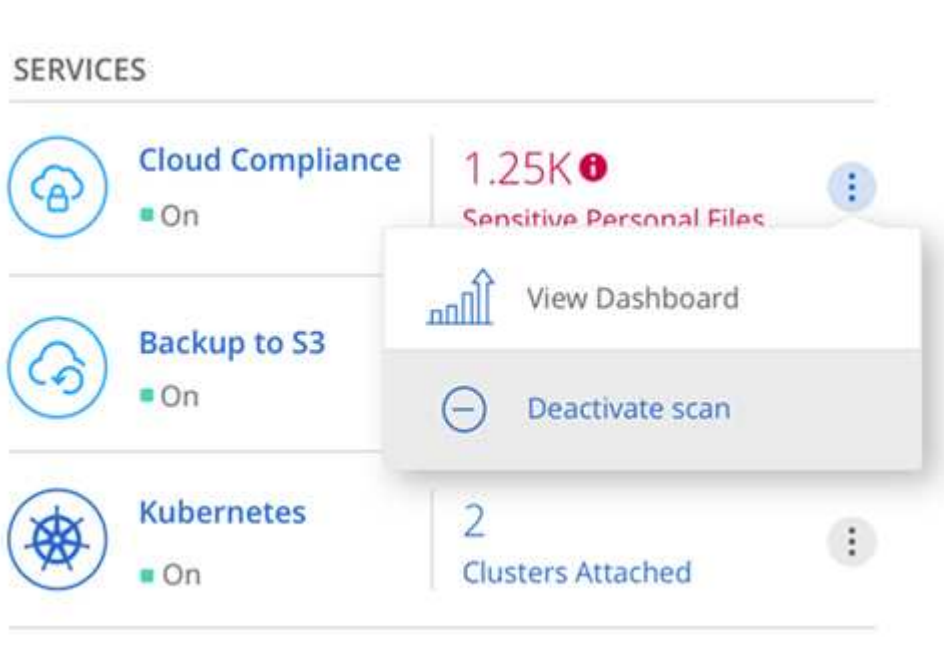 SERVICES
Cloud Compliance
On
1.25K
Sensitive Personal Files
View Dashboard
Deactivate scan
Backup to S3
On
Kubernetes
On
2
Clusters Attached